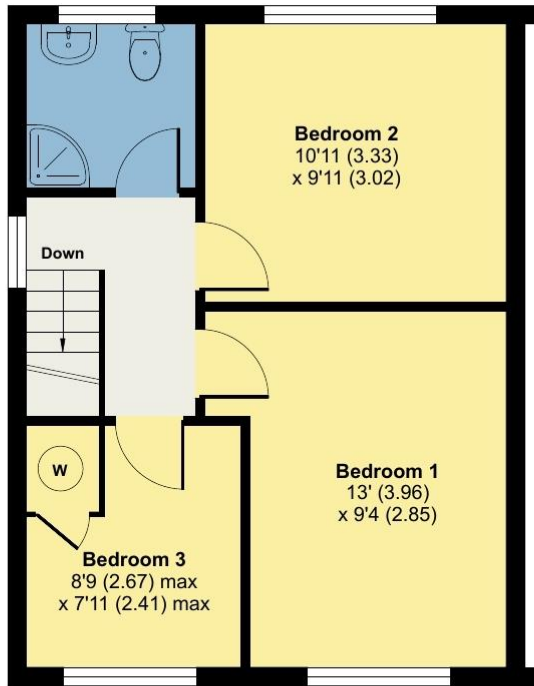 Bedroom 2
10'11 (3.33)
x 9'11 (3.02)
Down
Bedroom 1
13' (3.96)
x 9'4 (2.85)
W
Bedroom 3
8'9 (2.67) max
x 7'11 (2.41) max